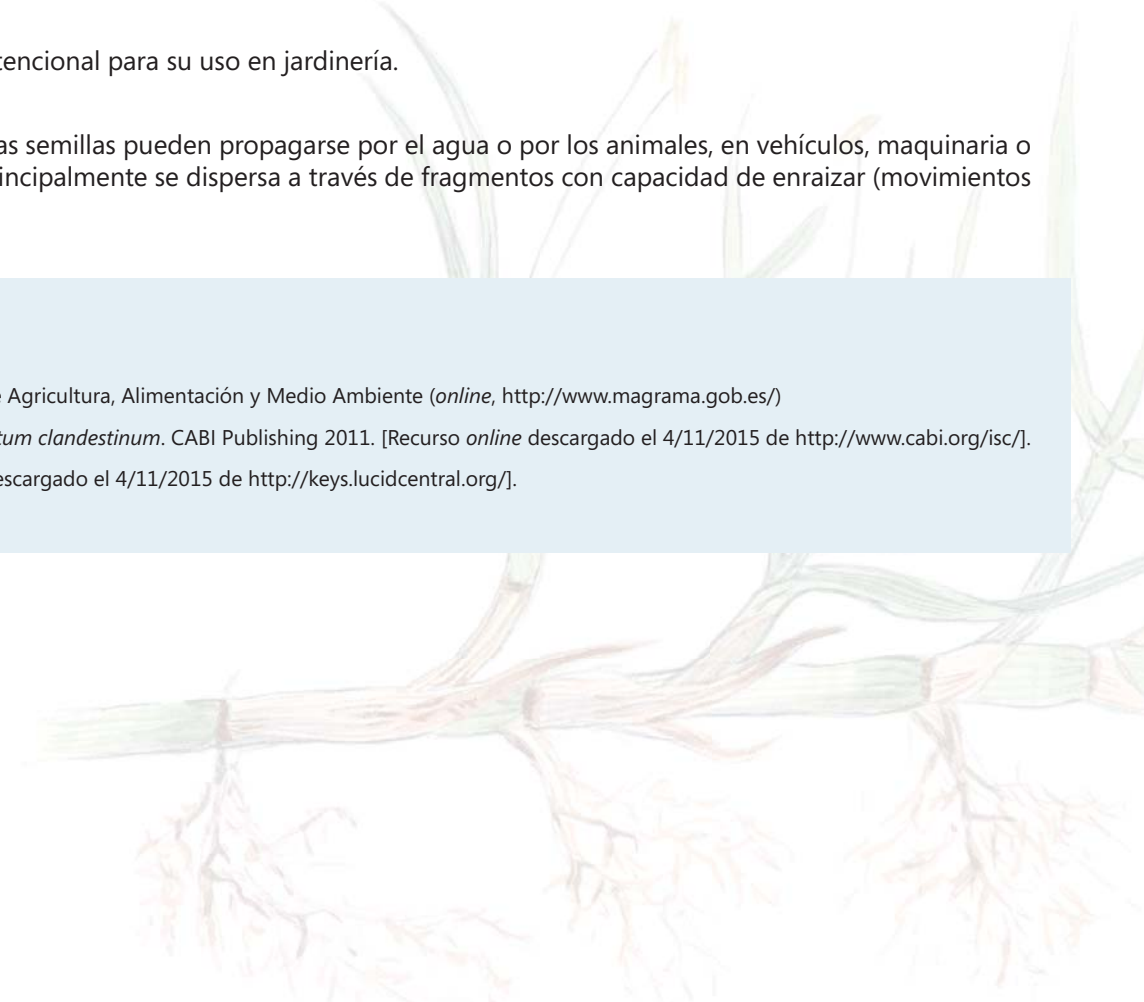 tencional para su uso en jardinería.
as semillas pueden propagarse por el agua o por los animales, en vehículos, maquinaria o
incipalmente se dispersa a través de fragmentos con capacidad de enraizar (movimientos
e Agricultura, Alimentación y Medio Ambiente (online, http://www.magrama.gob.es/)
tum clandestinum. CABI Publishing 2011. [Recurso online descargado el 4/11/2015 de http://www.cabi.org/isc/].
escargado el 4/11/2015 de http://keys.lucidcentral.org/].